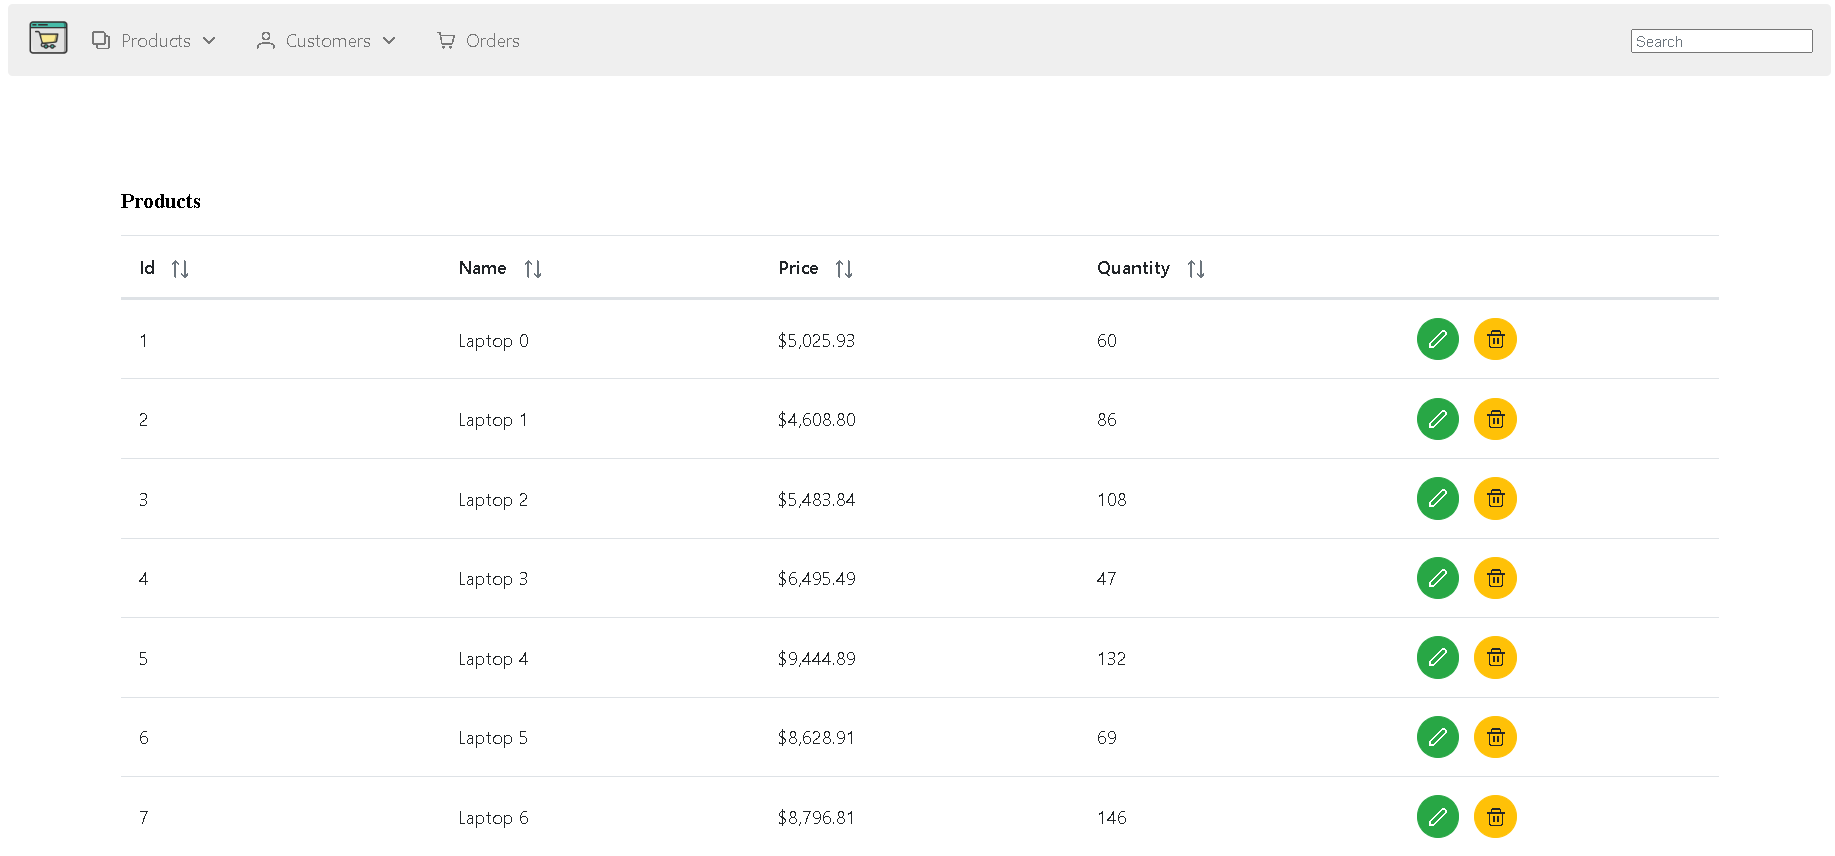 Products Customers Orders Search
Products
Id Name Price Quantity
1 Laptop 0 $5,025.93 60
2 Laptop 1 $4,608.80 86
3 Laptop 2 $5,483.84 108
4 Laptop 3 $6,495.49 47
5 Laptop 4 $9,444.89 132
6 Laptop 5 $8,628.91 69
7 Laptop 6 $8,796.81 146